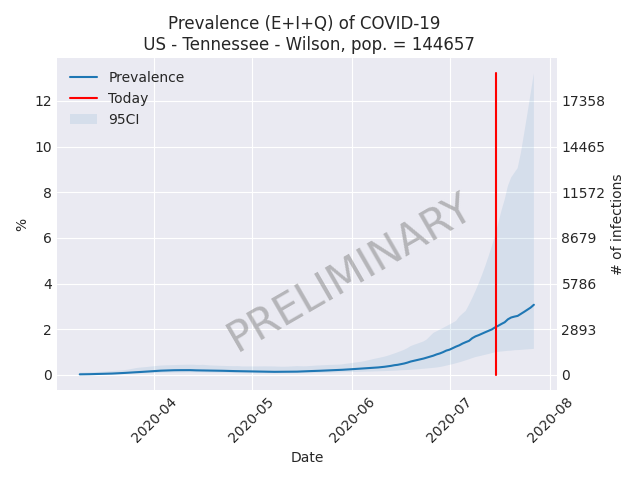 Prevalence (E+I+Q) of COVID-19
US - Tennessee - Wilson, pop. = 144657
Prevalence
Today
95CI
12
10
8
6
4
2
0
%
17358
14465
11572
8679
5786
2893
0
# of infections
PRELIMINARY
2020-04
2020-05
2020-06
2020-07
2020-08
Date